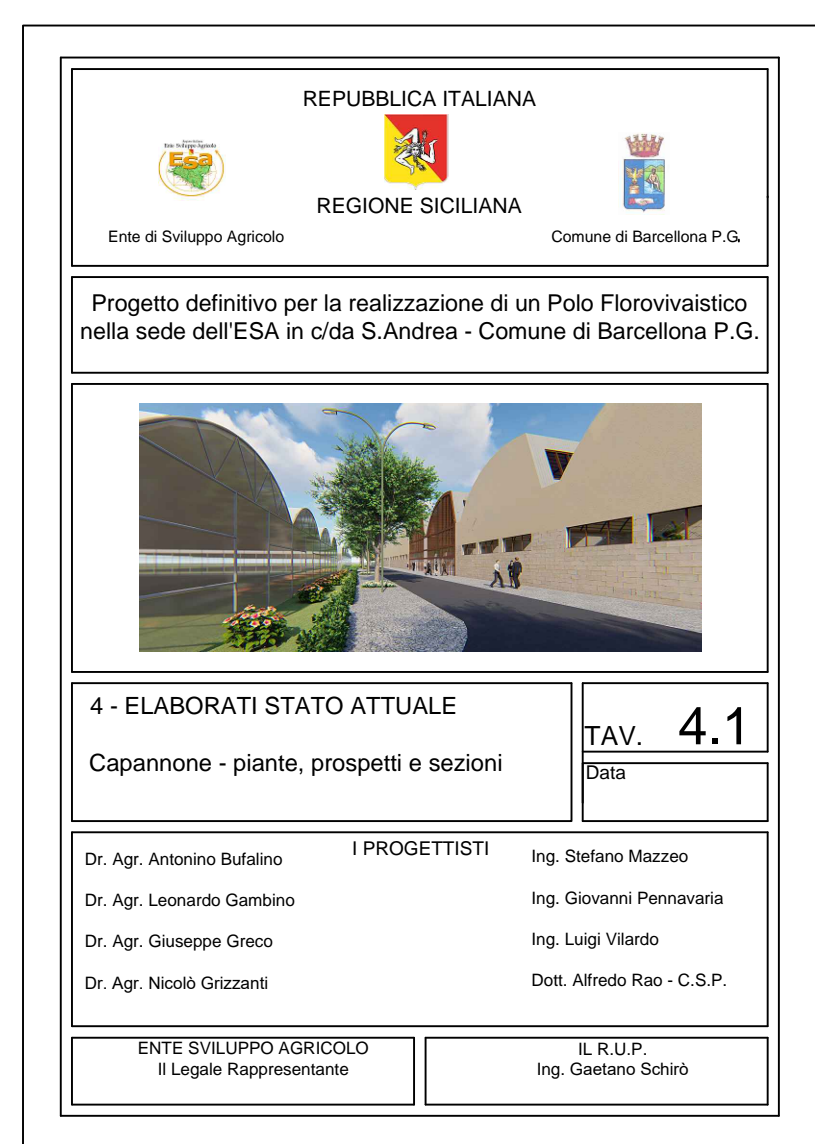 REPUBBLICA ITALIANA
Ente Sviluppo Agricolo
Esa
REGIONE SICILIANA
Ente di Sviluppo Agricolo
Comune di Barcellona P.G.
Progetto definitivo per la realizzazione di un Polo Florovivaistico
nella sede dell'ESA in c/da S.Andrea - Comune di Barcellona P.G.
4 - ELABORATI STATO ATTUALE
Capannone - piante, prospetti e sezioni
TAV. 4.1
Data
I PROGETTISTI
Dr. Agr. Antonino Bufalino
Dr. Agr. Leonardo Gambino
Dr. Agr. Giuseppe Greco
Dr. Agr. Nicolò Grizzanti
Ing. Stefano Mazzeo
Ing. Giovanni Pennavaria
Ing. Luigi Vilardo
Dott. Alfredo Rao - C.S.P.
ENTE SVILUPPO AGRICOLO
Il Legale Rappresentante
IL R.U.P.
Ing. Gaetano Schirò